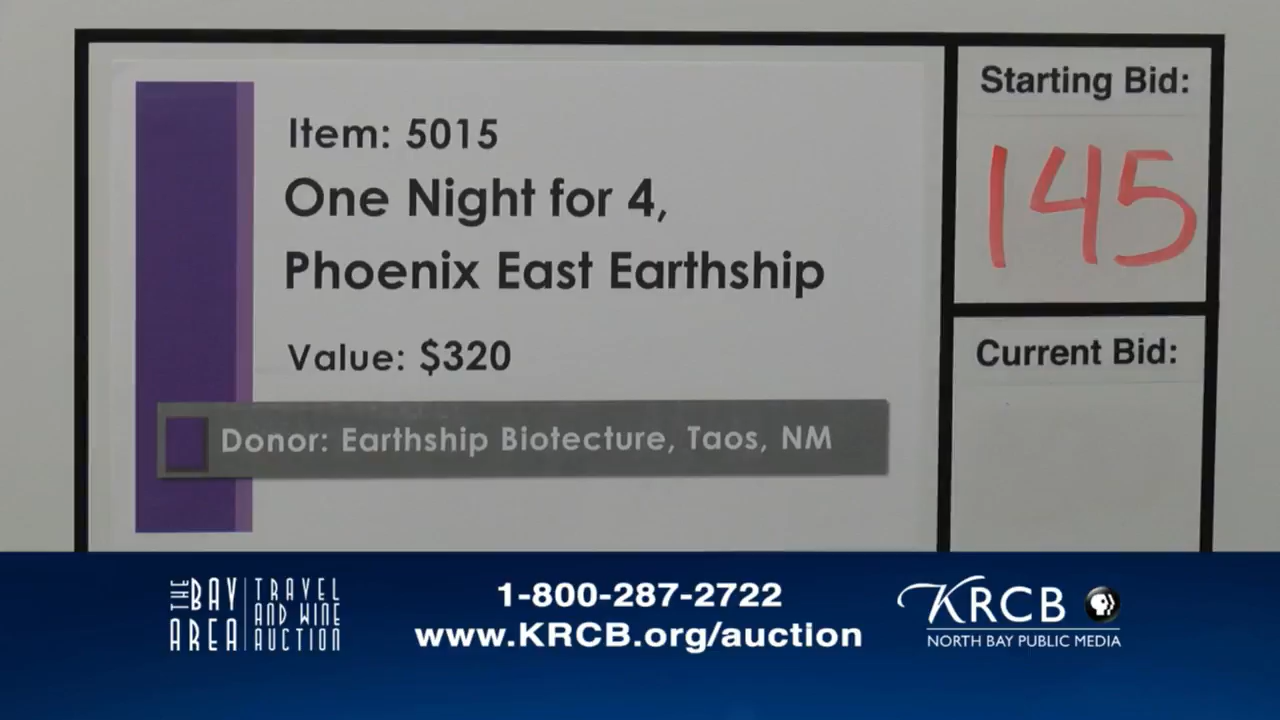 Item: 5015
One Night for 4,
Phoenix East Earthship
Value: $320
Donor: Earthship Biotecture, Taos, NM
Starting Bid:
145
Current Bid:
THE BAY AREA
TRAVEL
AND WINE
AUCTION
1-800-287-2722
www.KRCB.org/auction
KRCB
NORTH BAY PUBLIC MEDIA